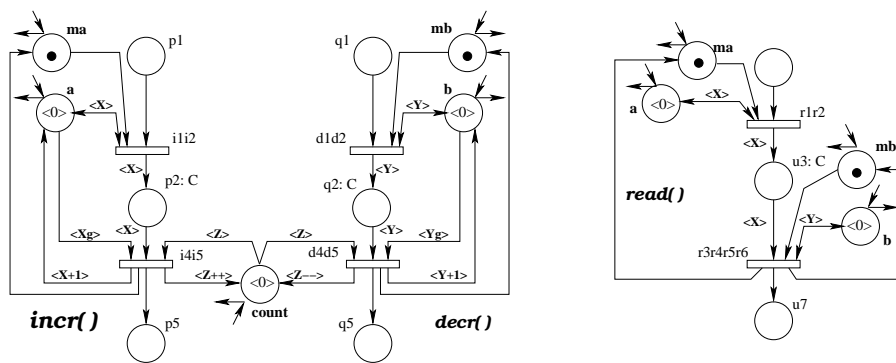 ma p1 q1 mb
ma
a <X> <Y> b
<0> <0>
a <0> <X> r1r2
i1i2 d1d2
<X> <Y> <X>
u3: C mb
p2: C q2: C
read()
<Xg> <X> <Z> <Z> <Y> <Yg> <X> <Y> <0>
b
i4i5 d4d5 r3r4r5r6
<X+1> <Z++> <0> <Z--> <Y+1>
incr() p5 count q5 decr() u7